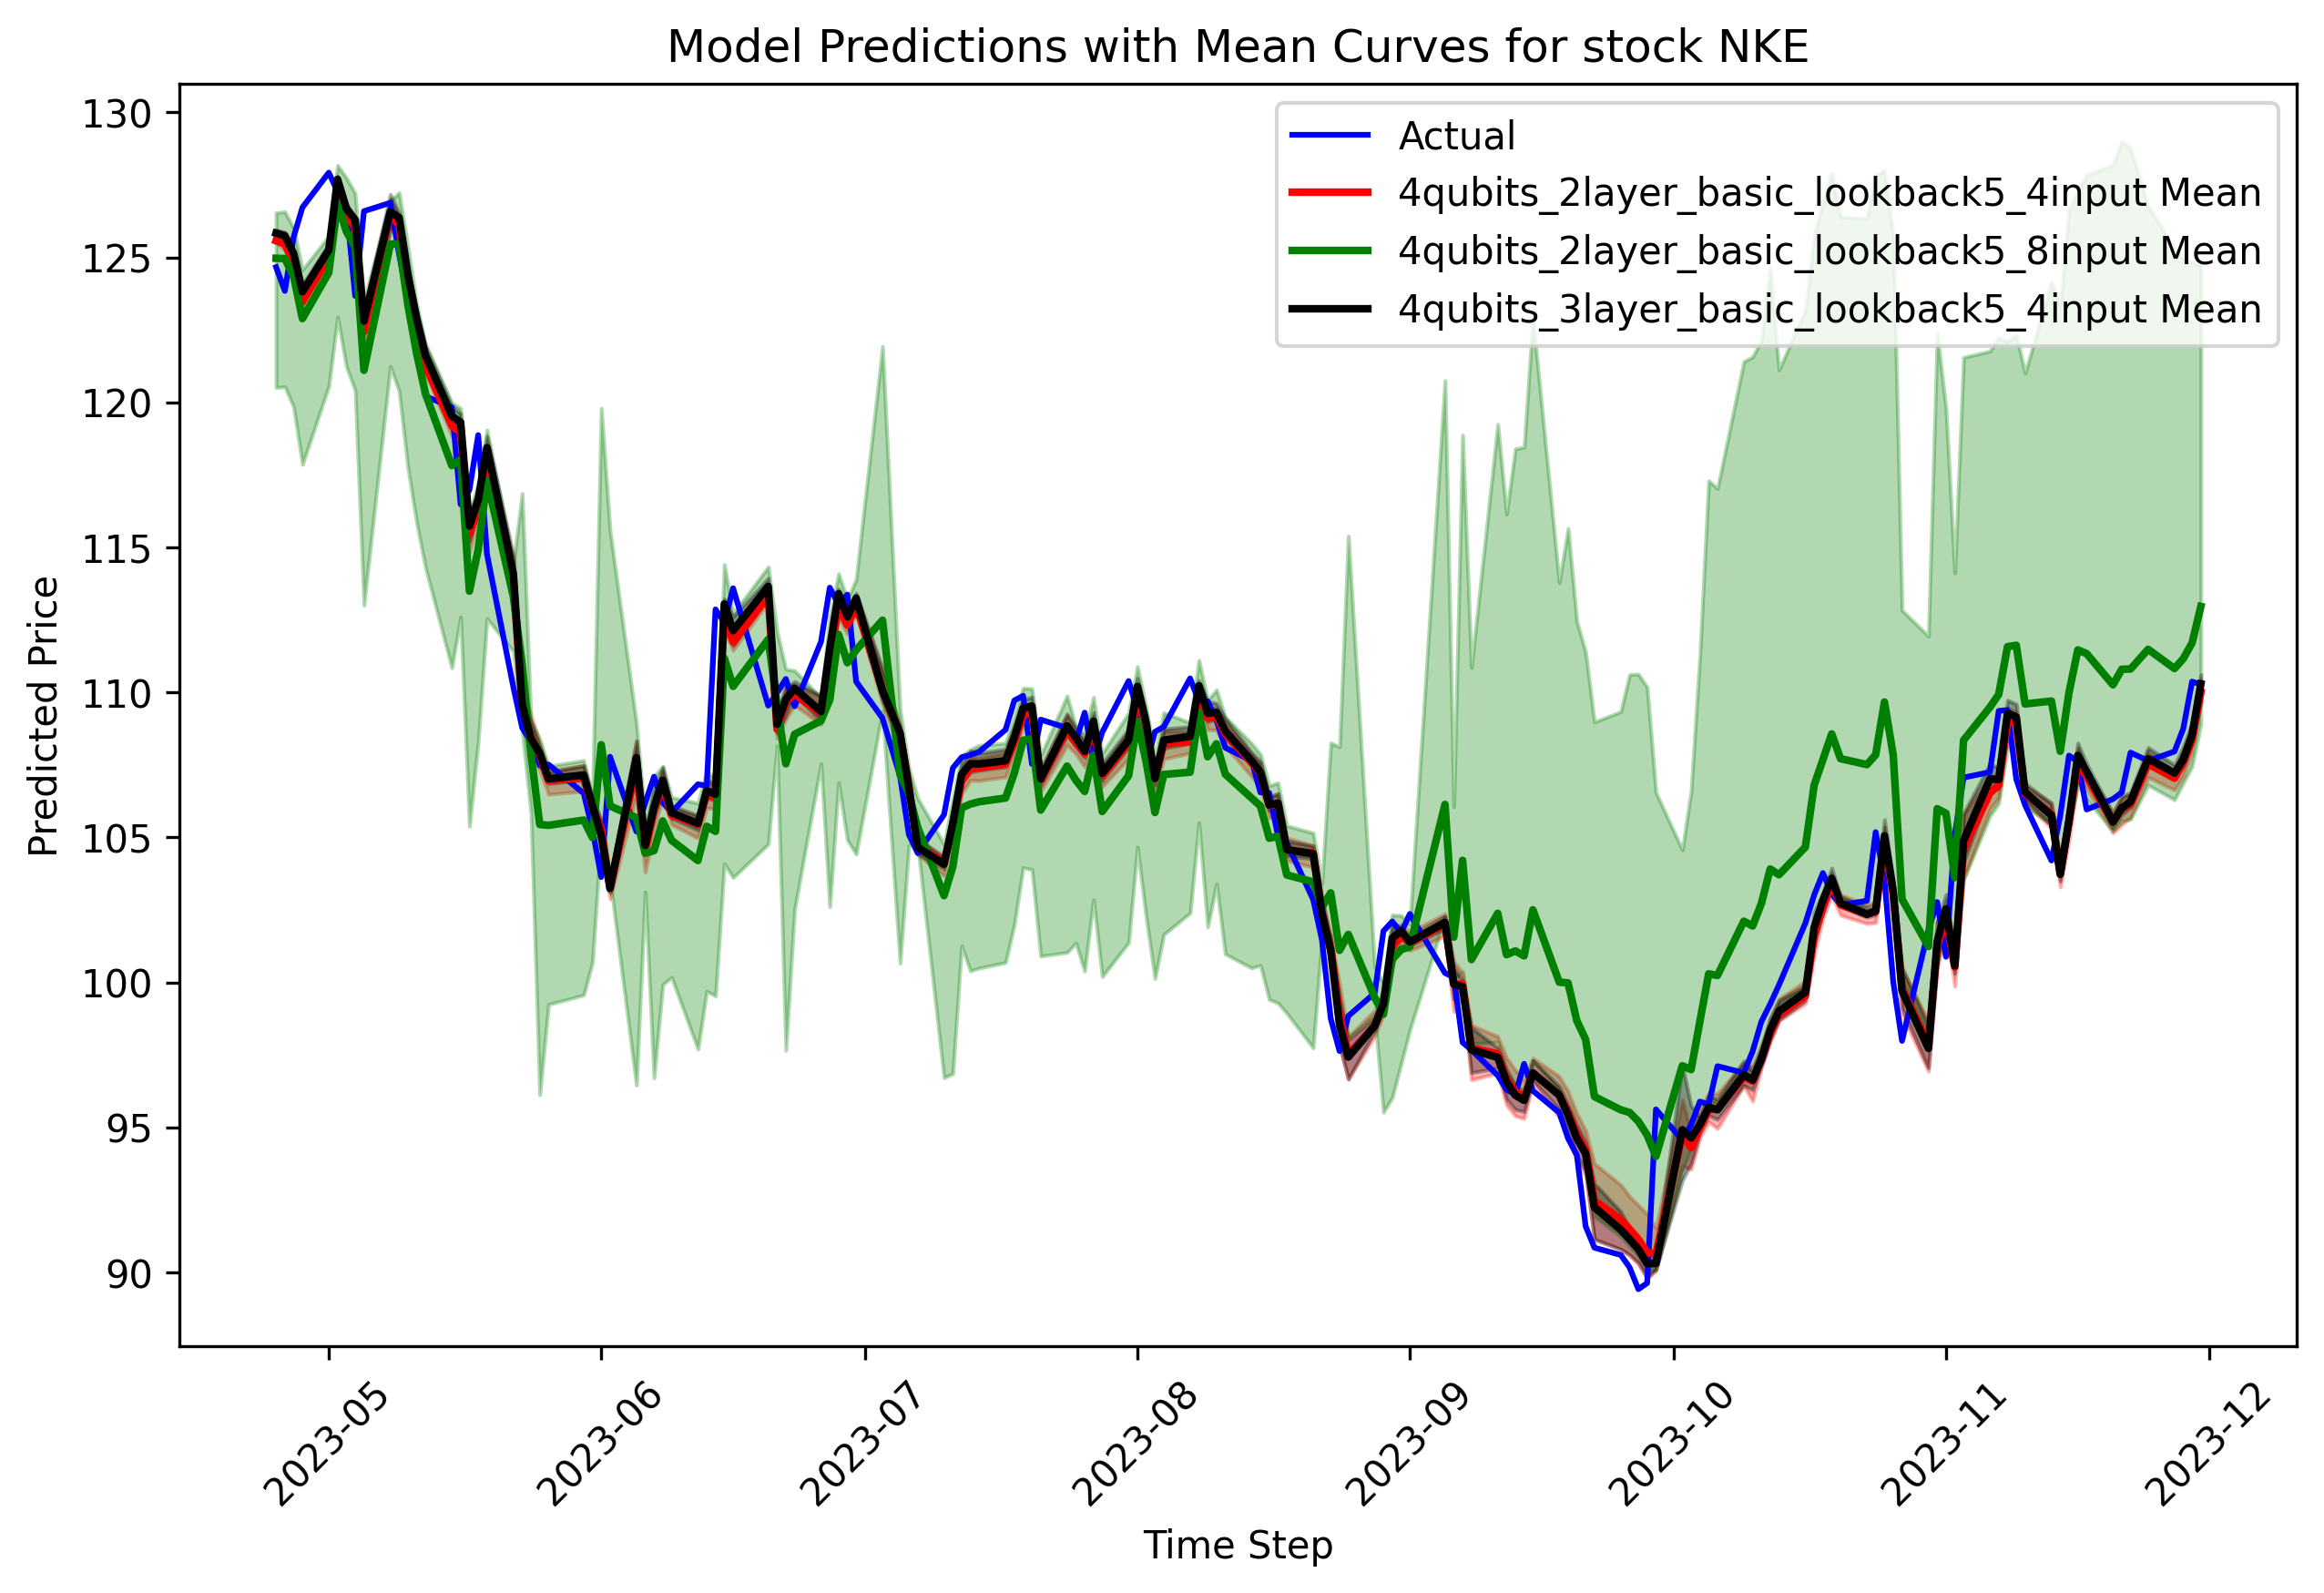 Model Predictions with Mean Curves for stock NKE
Actual
4qubits_2layer_basic_lookback5_4input Mean
4qubits_2layer_basic_lookback5_8input Mean
4qubits_3layer_basic_lookback5_4input Mean
Predicted Price
130
125
120
115
110
105
100
95
90
2023-05
2023-06
2023-07
2023-08
2023-09
2023-10
2023-11
2023-12
Time Step